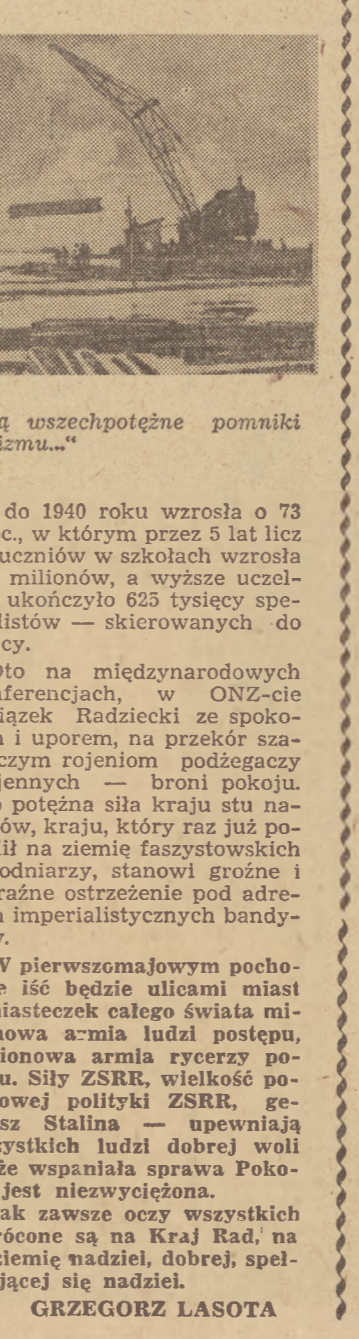 ą wszechpotężne pomniki
izmu..."
do 1940 roku wzrosła o 73
c., w którym przez 5 lat licz
uczniów w szkołach wzrosła
milionów, a wyższe uczel-
ukończyło 625 tysięcy spe-
listów — skierowanych do
cy.
to na międzynarodowych
nferencjach, w ONZ-cie
iązek Radziecki ze spoko-
i uporem, na przekór sza-
czym rojeniom podżegaczy
jennych — broni pokoju.
potężna siła kraju stu na-
ów, kraju, który raz już po-
ił na ziemię faszystowskich
odniarzy, stanowi groźne i
raźne ostrzeżenie pod adre-
imperialistycznych bandy-
W pierwszomajowym pocho-
e iść będzie ulicami miast
iasteczek całego świata mi-
nowa armia ludzi postępu,
ionowa armia rycerzy po-
u. Siły ZSRR, wielkość po-
owej polityki ZSRR, ge-
sz Stalina — upewniają
zystkich ludzi dobrej woli
że wspaniała sprawa Poko-
jest niezwyciężona.
ak zawsze oczy wszystkich
rócone są na Kraj Rad, na
ziemię nadziei, dobrej, speł-
jącej się nadziei.
GRZEGORZ LASOTA